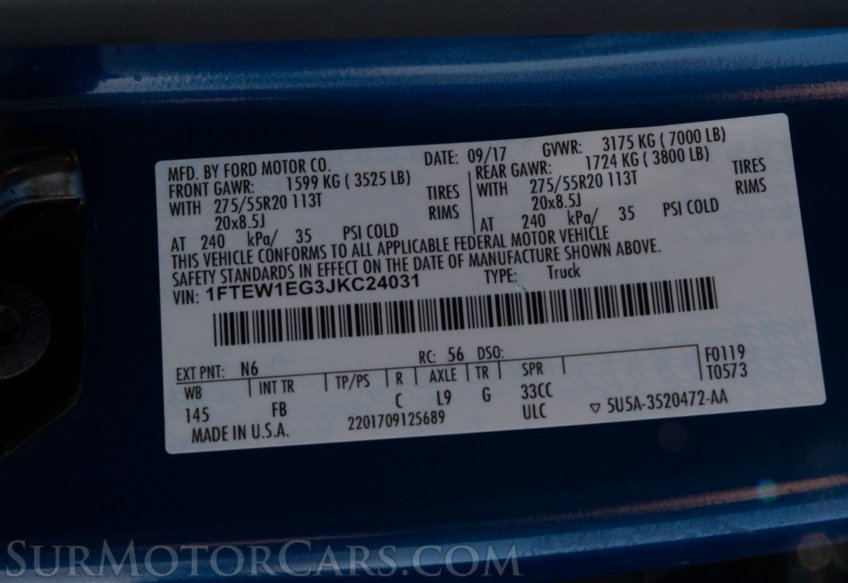 MFD. BY FORD MOTOR CO. DATE: 09/17 GVWR: 3175 KG ( 7000 LB)
FRONT GAWR: 1599 KG ( 3525 LB) REAR GAWR: 1724 KG ( 3800 LB)
WITH 275/55R20 113T TIRES WITH 275/55R20 113T TIRES
20x8.5J RIMS 20x8.5J RIMS
AT 240 kPa/ 35 PSI COLD AT 240 kPa/ 35 PSI COLD
THIS VEHICLE CONFORMS TO ALL APPLICABLE FEDERAL MOTOR VEHICLE
SAFETY STANDARDS IN EFFECT ON THE DATE OF MANUFACTURE SHOWN ABOVE.
VIN: 1FTEW1EG3JKC24031 TYPE: Truck
EXT PNT: N6 RC: 56 DSO: F0119
WB INT TR TP/PS R AXLE TR SPR T0573
145 FB C L9 G 33CC
MADE IN U.S.A. 2201709125689 ULC ▽ 5U5A-3520472-AA
SURMOTORCARS.COM